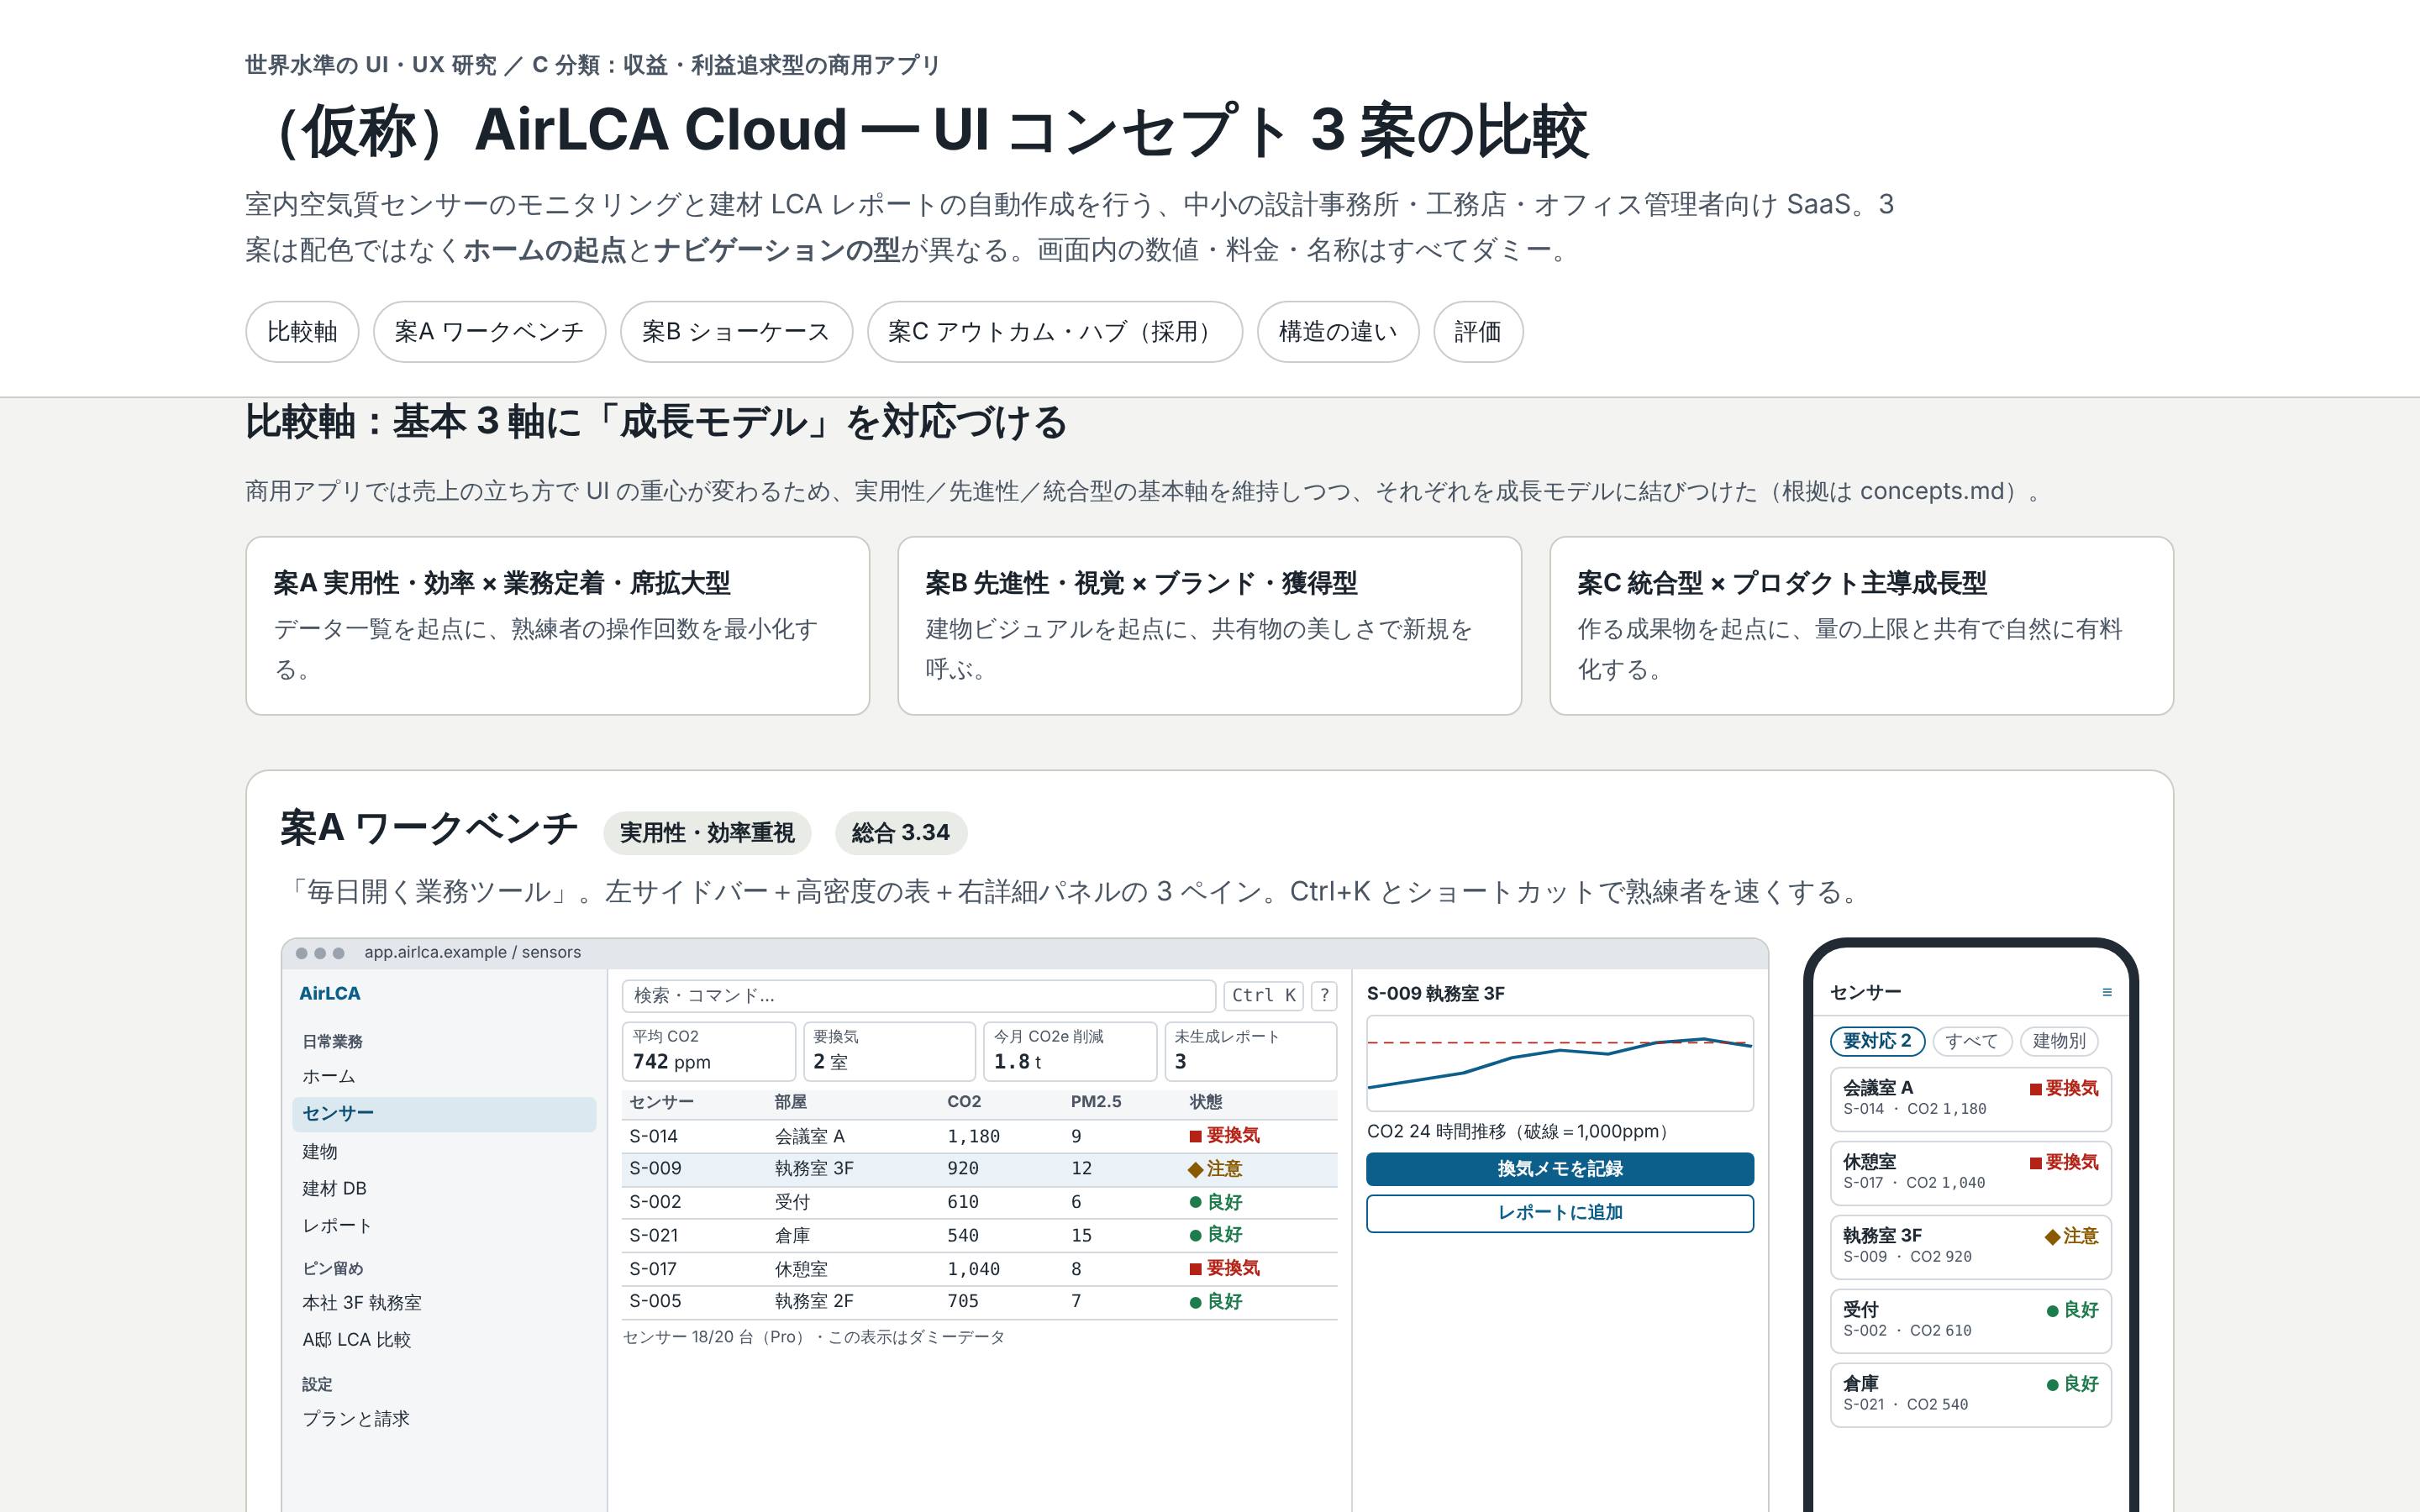 世界水準の UI・UX 研究 ／ C 分類：収益・利益追求型の商用アプリ
（仮称）AirLCA Cloud — UI コンセプト 3 案の比較
室内空気質センサーのモニタリングと建材 LCA レポートの自動作成を行う、中小の設計事務所・工務店・オフィス管理者向け SaaS。3
案は配色ではなくホームの起点とナビゲーションの型が異なる。画面内の数値・料金・名称はすべてダミー。
比較軸
案A ワークベンチ
案B ショーケース
案C アウトカム・ハブ（採用）
構造の違い
評価
比較軸：基本 3 軸に「成長モデル」を対応づける
商用アプリでは売上の立ち方で UI の重心が変わるため、実用性／先進性／統合型の基本軸を維持しつつ、それぞれを成長モデルに結びつけた（根拠は concepts.md）。
案A 実用性・効率 × 業務定着・席拡大型
データ一覧を起点に、熟練者の操作回数を最小化す
る。
案B 先進性・視覚 × ブランド・獲得型
建物ビジュアルを起点に、共有物の美しさで新規を
呼ぶ。
案C 統合型 × プロダクト主導成長型
作る成果物を起点に、量の上限と共有で自然に有料
化する。
案A ワークベンチ 実用性・効率重視 総合 3.34
「毎日開く業務ツール」。左サイドバー＋高密度の表＋右詳細パネルの 3 ペイン。Ctrl+K とショートカットで熟練者を速くする。
app.airlca.example / sensors
AirLCA
日常業務
ホーム
センサー
建物
建材 DB
レポート
ピン留め
本社 3F 執務室
A邸 LCA 比較
設定
プランと請求
検索・コマンド… Ctrl K ?
平均 CO2
742 ppm
要換気
2 室
今月 CO2e 削減
1.8 t
未生成レポート
3
センサー 部屋 CO2 PM2.5 状態
S-014 会議室 A 1,180 9 ■ 要換気
S-009 執務室 3F 920 12 ◆ 注意
S-002 受付 610 6 ● 良好
S-021 倉庫 540 15 ● 良好
S-017 休憩室 1,040 8 ■ 要換気
S-005 執務室 2F 705 7 ● 良好
センサー 18/20 台（Pro）・この表示はダミーデータ
S-009 執務室 3F
CO2 24 時間推移（破線＝1,000ppm）
換気メモを記録
レポートに追加
センサー ≡
要対応 2 すべて 建物別
会議室 A ■ 要換気
S-014 · CO2 1,180
休憩室 ■ 要換気
S-017 · CO2 1,040
執務室 3F ◆ 注意
S-009 · CO2 920
受付 ● 良好
S-002 · CO2 610
倉庫 ● 良好
S-021 · CO2 540